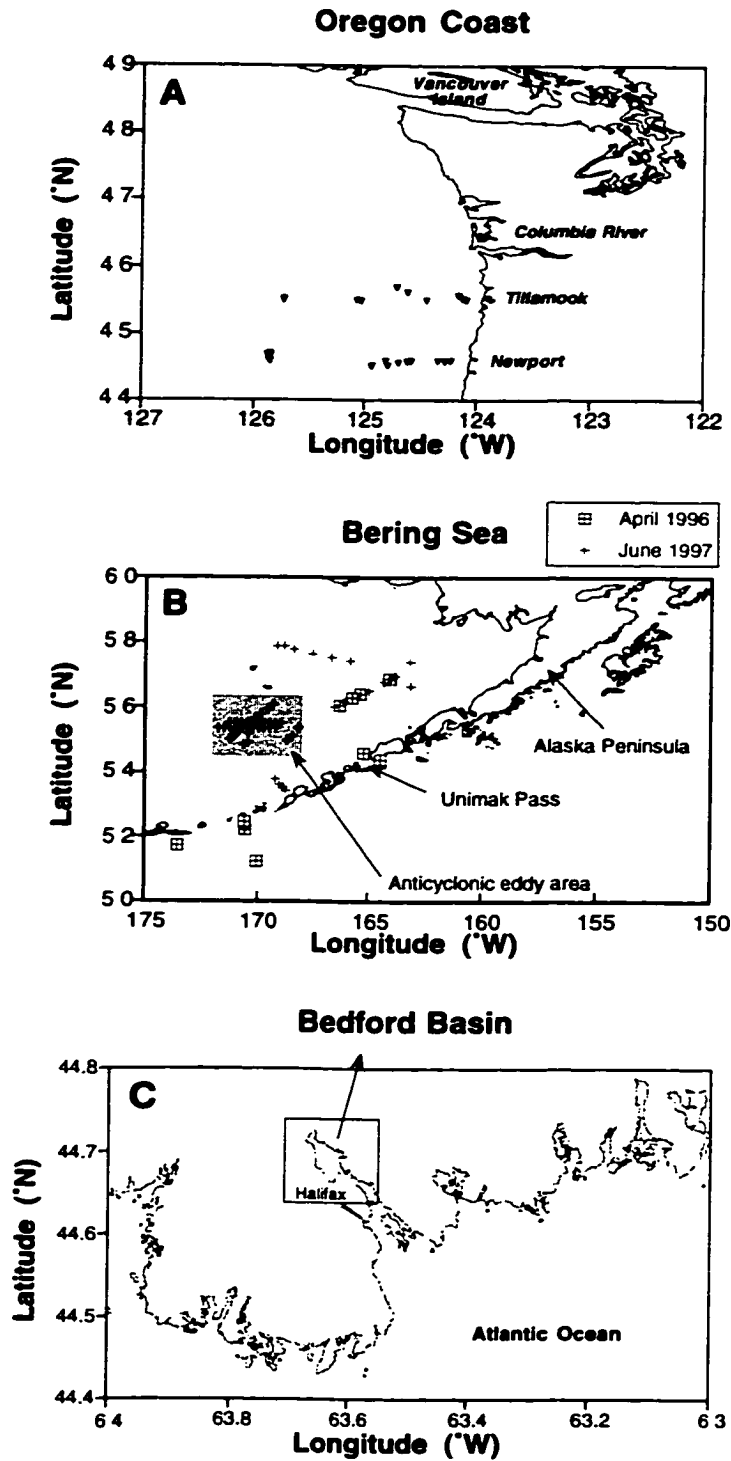 Oregon Coast
A
Vancouver
Island
49
48
47
46
45
44
Latitude (°N)
Columbia River
Tillamook
Newport
127
126
125
124
123
122
Longitude (°W)
Bering Sea
April 1996
June 1997
B
60
58
56
54
52
50
Latitude (°N)
Alaska Peninsula
Unimak Pass
Anticyclonic eddy area
175
170
165
160
155
150
Longitude (°W)
Bedford Basin
C
44.8
44.7
44.6
44.5
44.4
Latitude (°N)
Halifax
Atlantic Ocean
64
63.8
63.6
63.4
63.2
63
Longitude (°W)